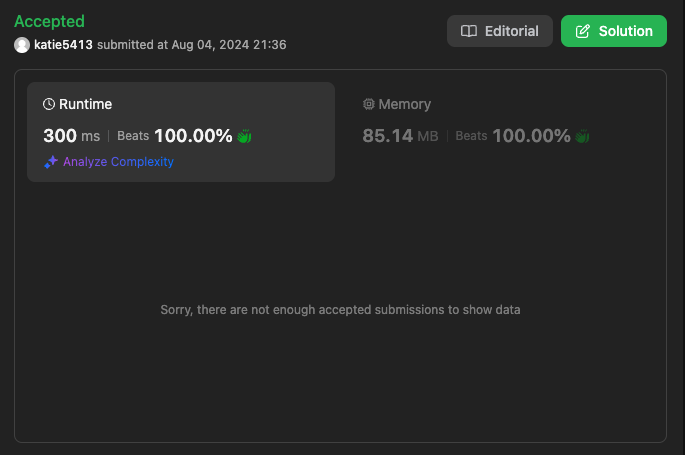 Accepted
katie5413 submitted at Aug 04, 2024 21:36
Editorial
Solution
Runtime
300 ms | Beats 100.00%
Analyze Complexity
Memory
85.14 MB | Beats 100.00%
Sorry, there are not enough accepted submissions to show data